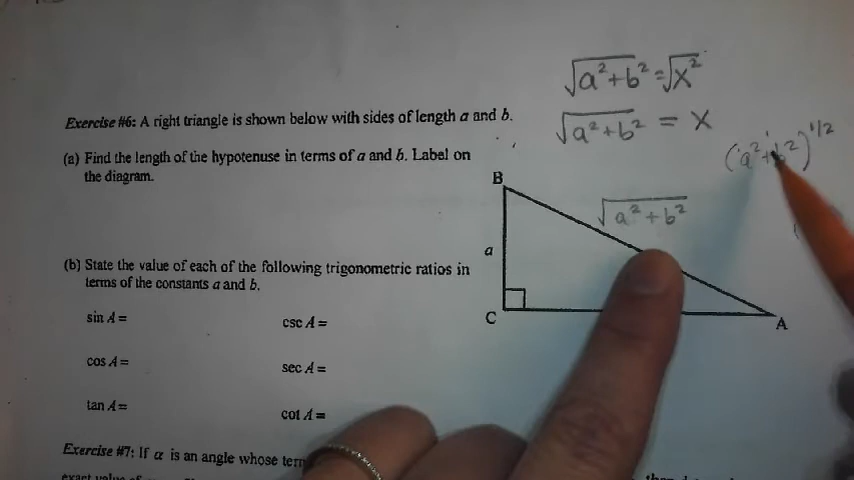 √a²+b² = √x²
√a²+b² = x
(a²+b²)^1/2
Exercise #6: A right triangle is shown below with sides of length a and b.
(a) Find the length of the hypotenuse in terms of a and b. Label on
the diagram.
B
√a²+b²
a
C
A
(b) State the value of each of the following trigonometric ratios in
terms of the constants a and b.
sin A =
csc A =
cos A =
sec A =
tan A =
cot A =
Exercise #7: If α is an angle whose